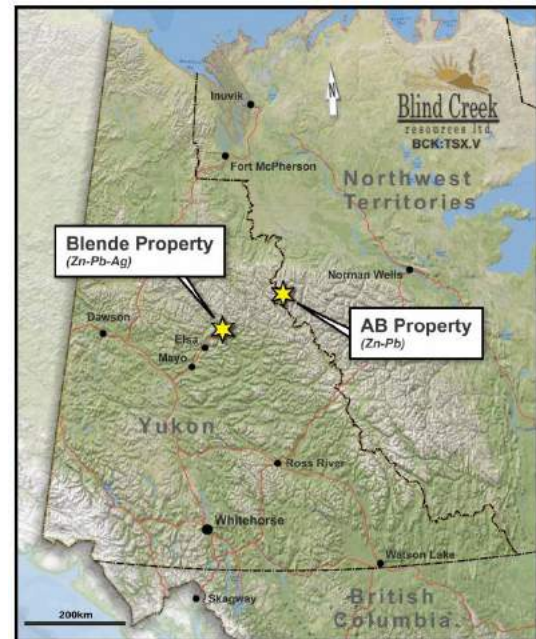 Inuvik
N
Blind Creek
resources ltd.
BCK:TSX.V
Fort McPherson
Northwest
Territories
Blende Property
(Zn-Pb-Ag)
Norman Wells
AB Property
(Zn-Pb)
Dawson
Elsa
Mayo
Yukon
Ross River
Whitehorse
Watson Lake
Skagway
British
Columbia
200km